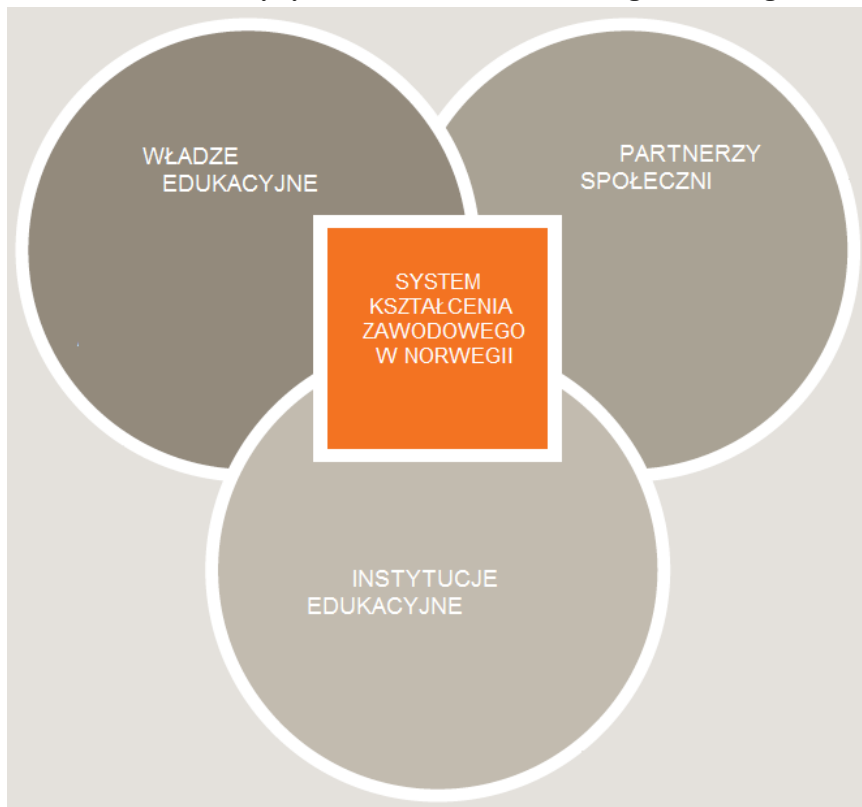 WŁADZE
EDUKACYJNE
PARTNERZY
SPOŁECZNI
SYSTEM
KSZTAŁCENIA
ZAWODOWEGO
W NORWEGII
INSTYTUCJE
EDUKACYJNE